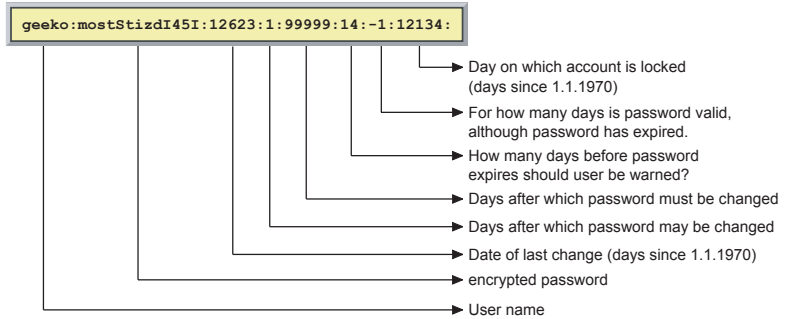 geeko:mostStizdI45I:12623:1:99999:14:-1:12134:
Day on which account is locked
(days since 1.1.1970)
For how many days is password valid,
although password has expired.
How many days before password
expires should user be warned?
Days after which password must be changed
Days after which password may be changed
Date of last change (days since 1.1.1970)
encrypted password
User name